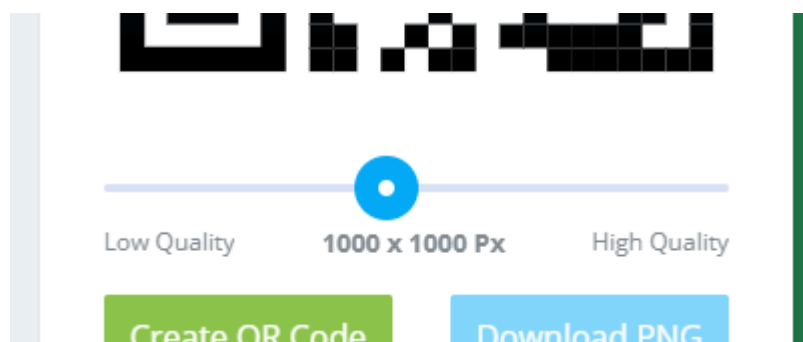 Low Quality 1000 x 1000 Px High Quality
Create QR Code Download PNG